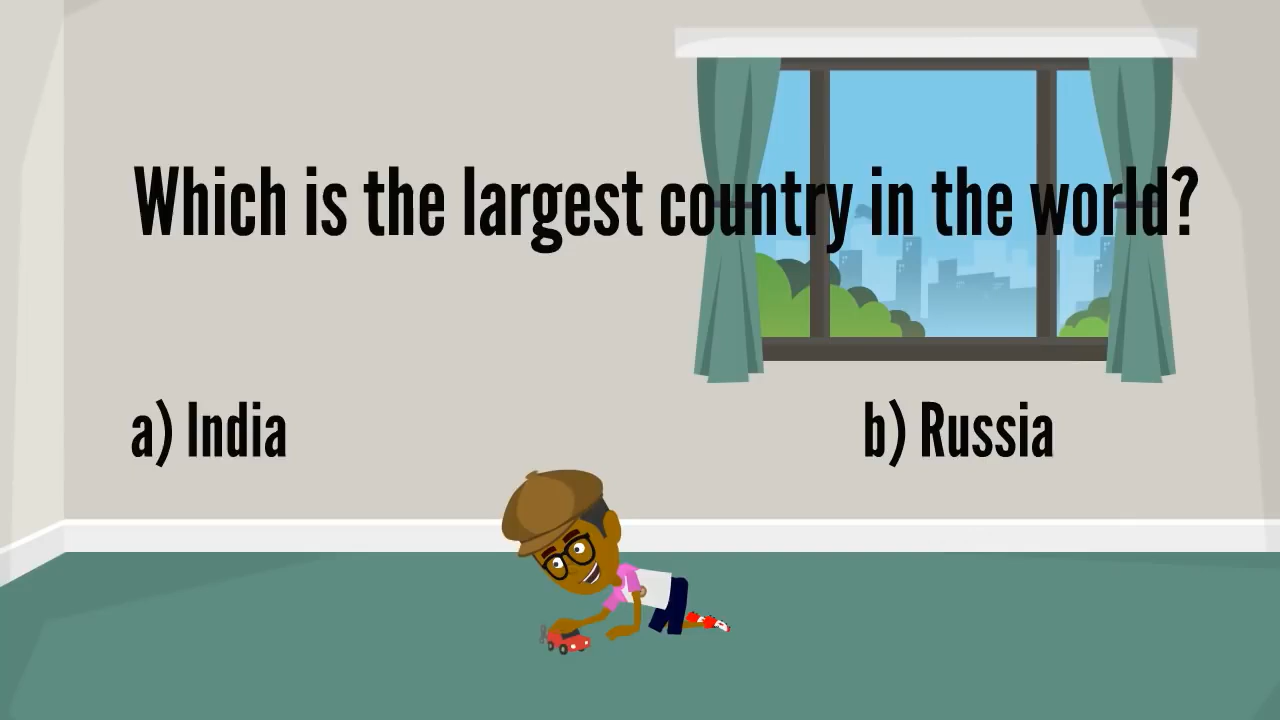 Which is the largest country in the world?
a) India
b) Russia